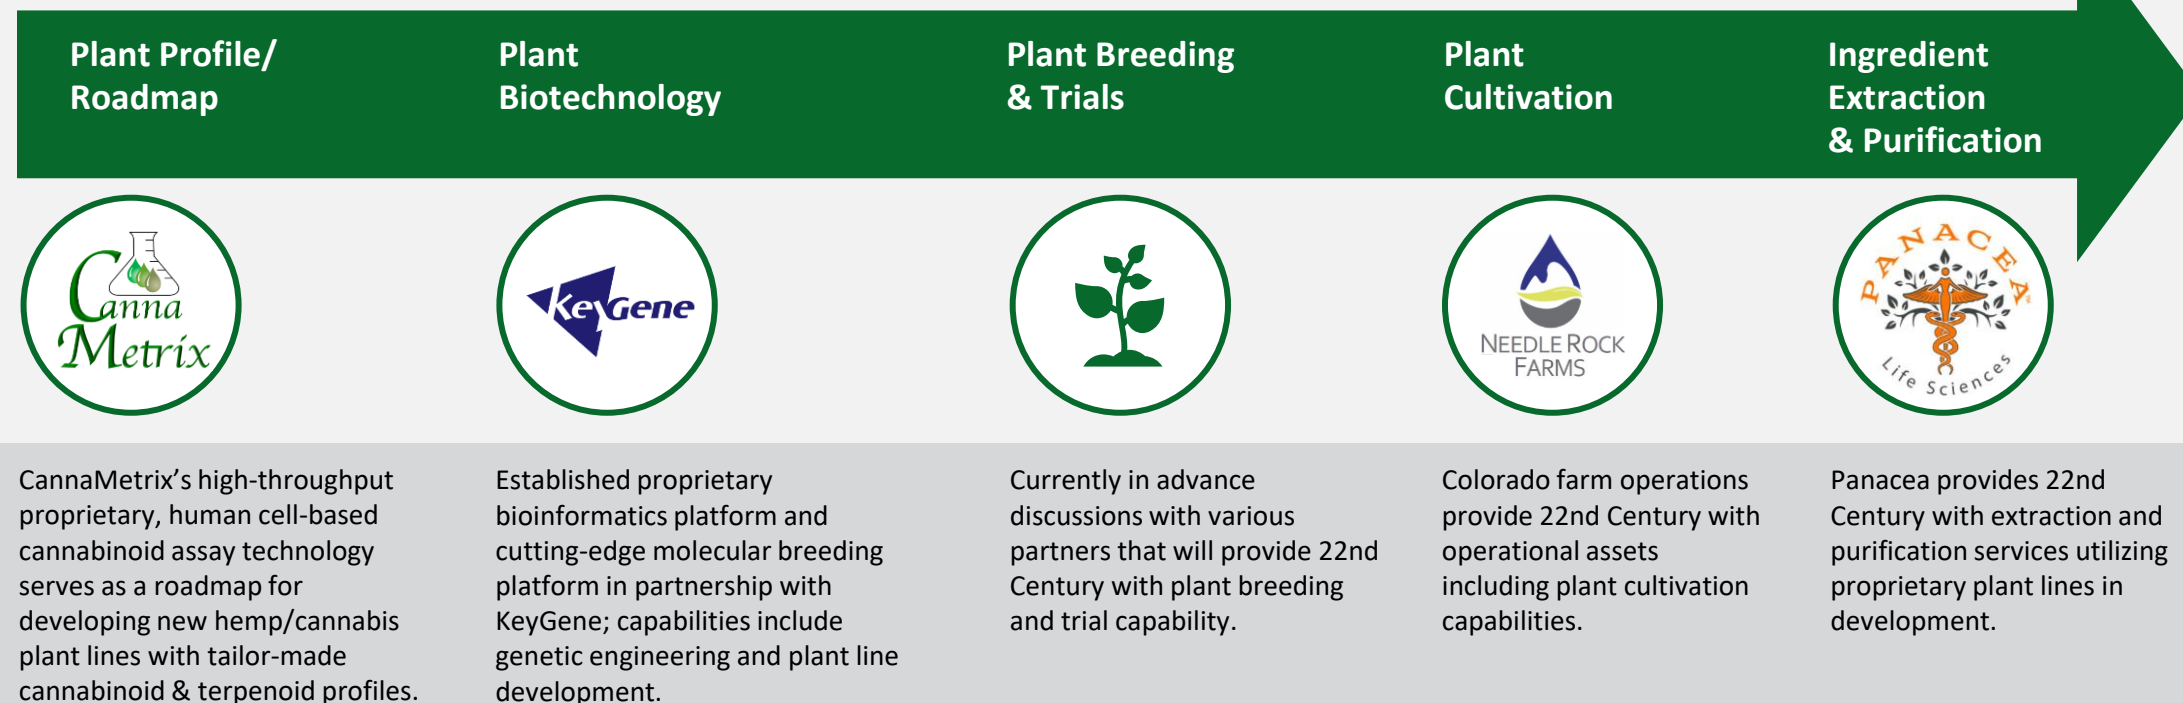 Plant Profile/
Roadmap
Plant
Biotechnology
Plant Breeding
& Trials
Plant
Cultivation
Ingredient
Extraction
& Purification
Canna
Metrix
KeyGene
NEEDLE ROCK
FARMS
PANACEA™
Life Sciences
CannaMetrix’s high-throughput
proprietary, human cell-based
cannabinoid assay technology
serves as a roadmap for
developing new hemp/cannabis
plant lines with tailor-made
cannabinoid & terpenoid profiles.
Established proprietary
bioinformatics platform and
cutting-edge molecular breeding
platform in partnership with
KeyGene; capabilities include
genetic engineering and plant line
development.
Currently in advance
discussions with various
partners that will provide 22nd
Century with plant breeding
and trial capability.
Colorado farm operations
provide 22nd Century with
operational assets
including plant cultivation
capabilities.
Panacea provides 22nd
Century with extraction and
purification services utilizing
proprietary plant lines in
development.